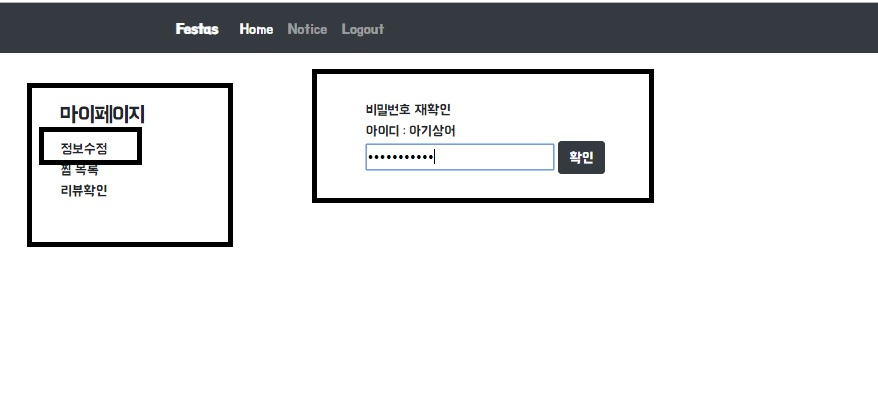 Festas Home Notice Logout
마이페이지
정보수정
찜 목록
리뷰확인
비밀번호 재확인
아이디 : 아기상어
•••••••••••
확인